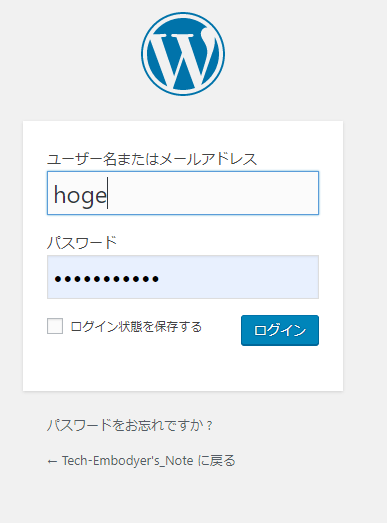 ユーザー名またはメールアドレス
hoge
パスワード
•••••••••••
ログイン状態を保存する
ログイン
パスワードをお忘れですか ?
← Tech-Embodyer's_Note に戻る